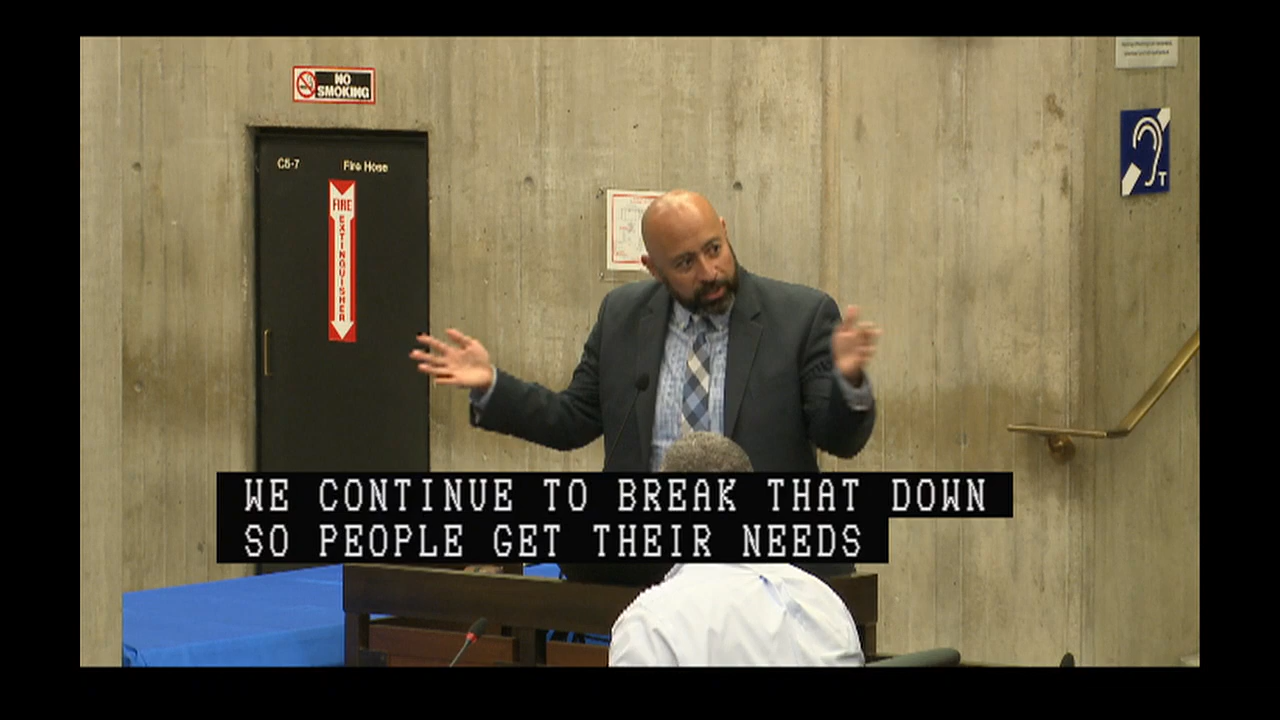 NO
SMOKING
C5-7 Fire Hose
FIRE
EXTINGUISHER
T
WE CONTINUE TO BREAK THAT DOWN
SO PEOPLE GET THEIR NEEDS